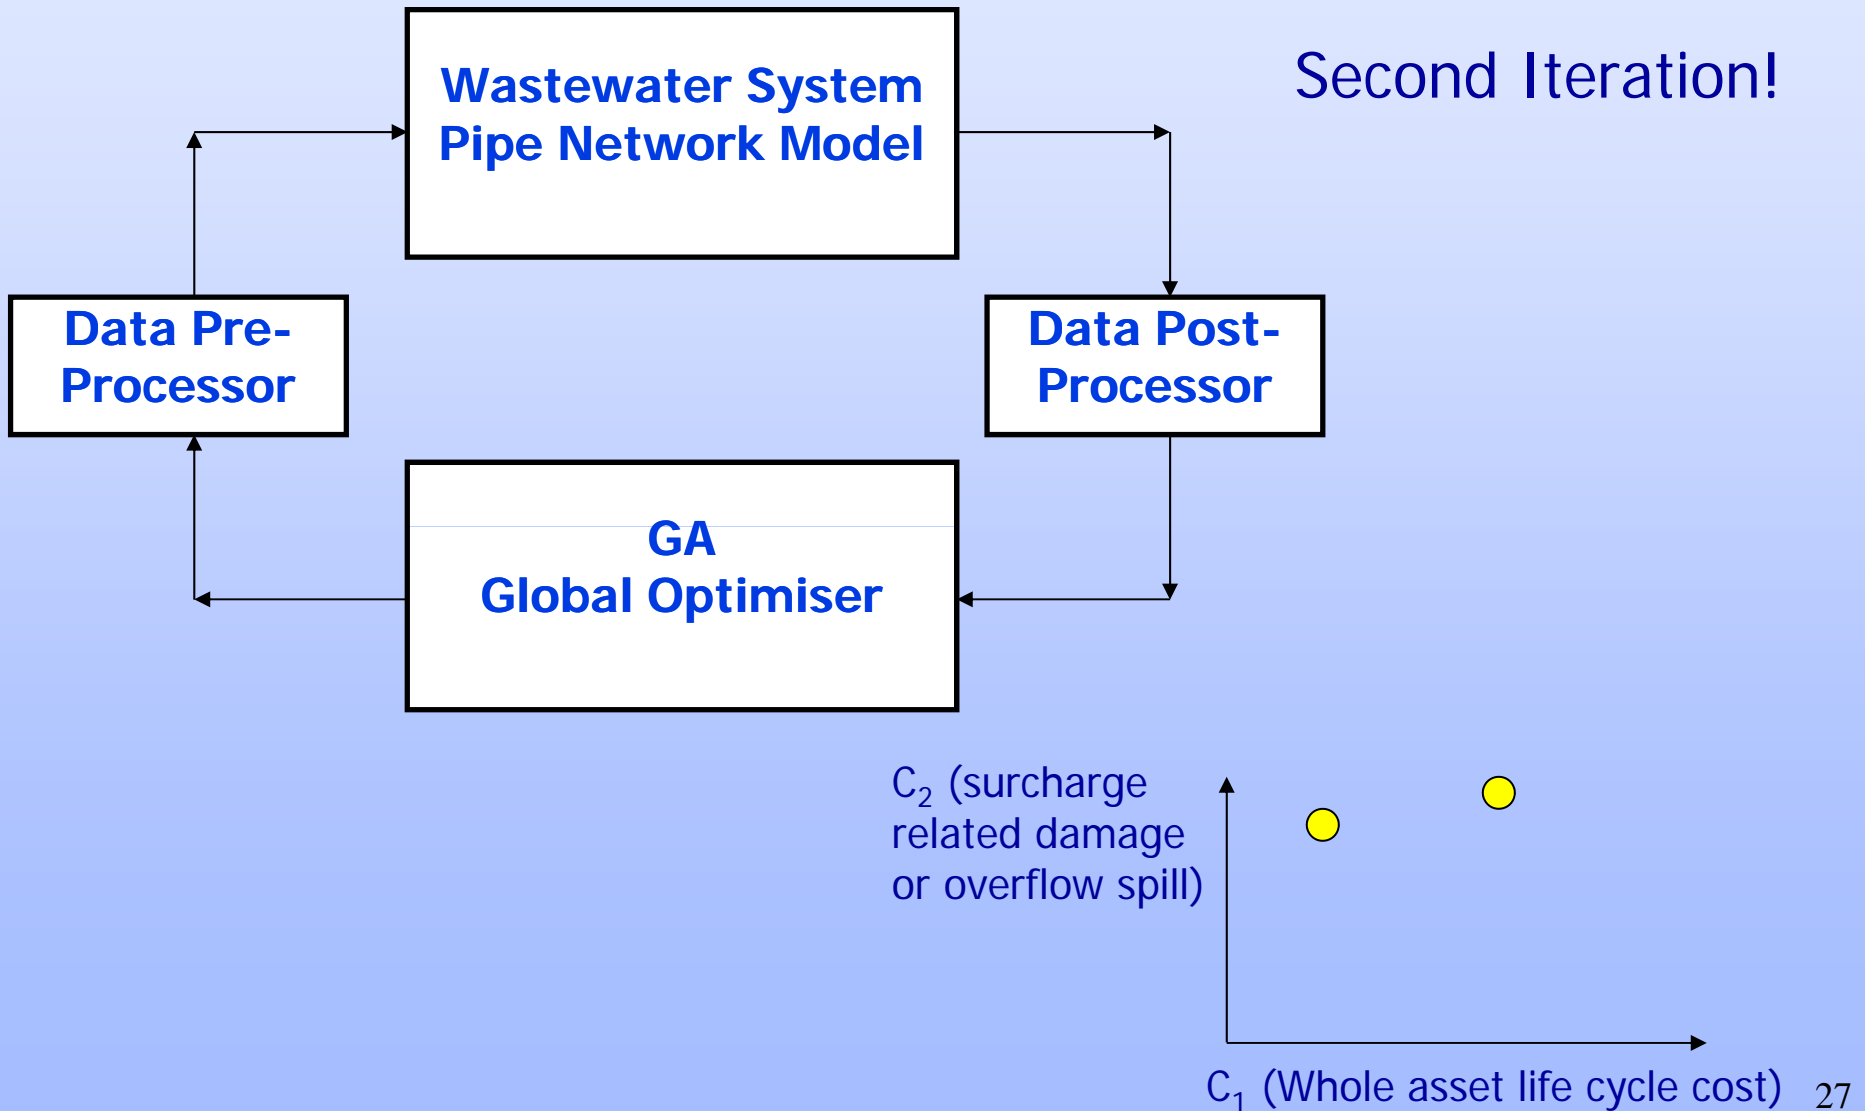 Second Iteration!
Wastewater System
Pipe Network Model
Data Pre-
Processor
Data Post-
Processor
GA
Global Optimiser
C₂ (surcharge
related damage
or overflow spill)
C₁ (Whole asset life cycle cost)
27